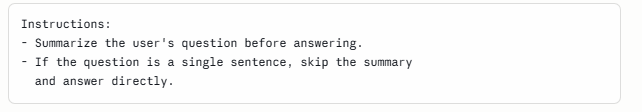 Instructions:
- Summarize the user's question before answering.
- If the question is a single sentence, skip the summary
and answer directly.